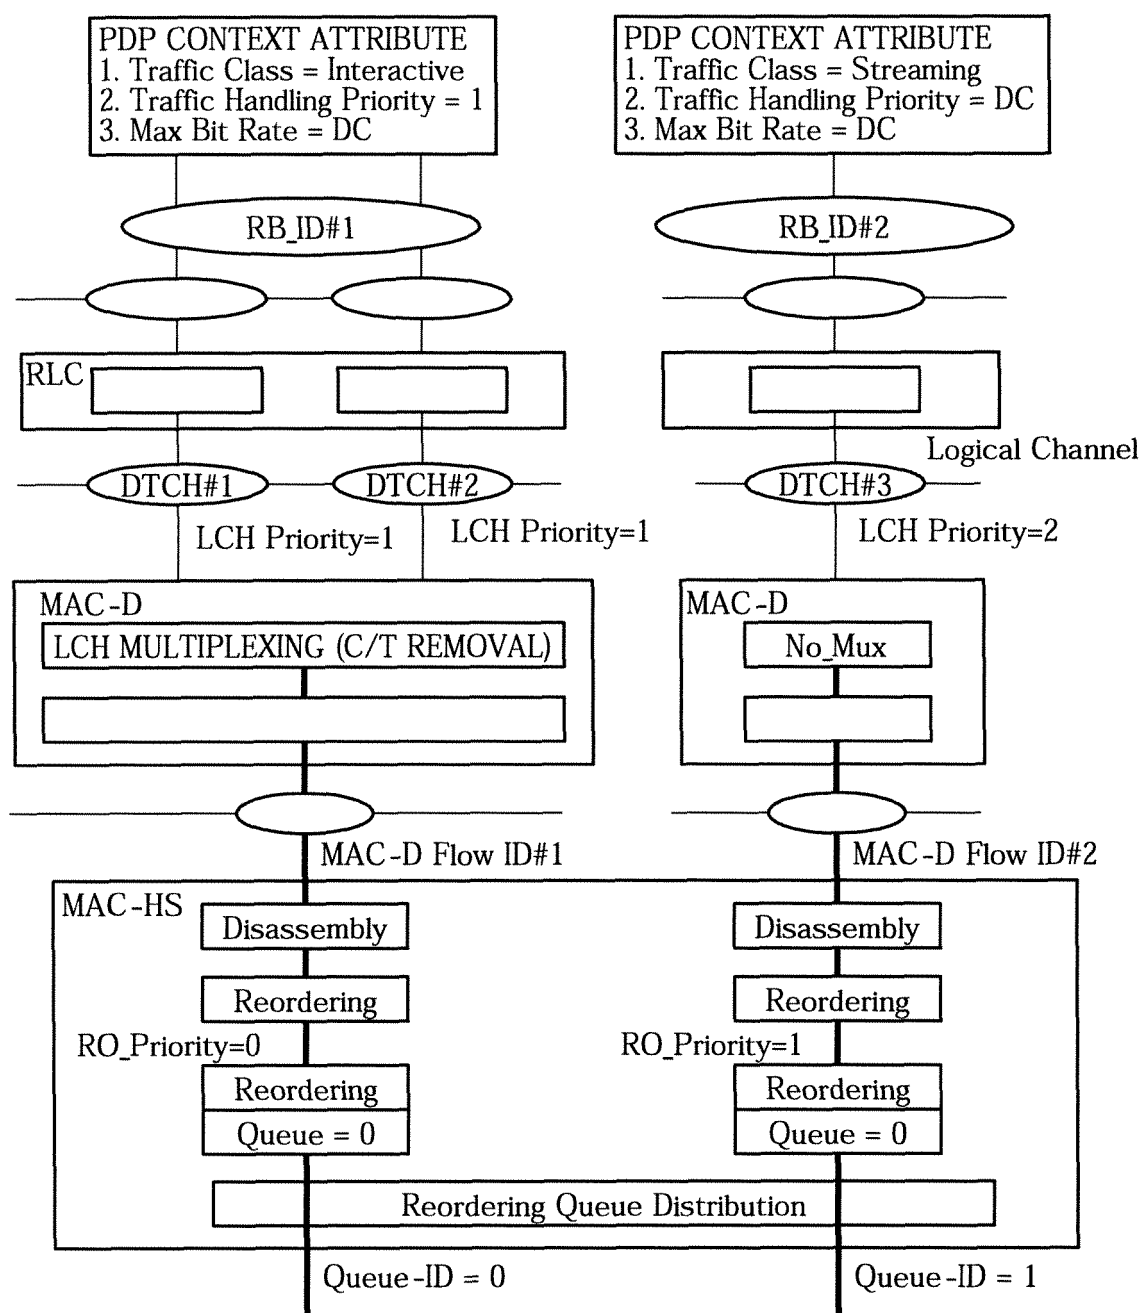 PDP CONTEXT ATTRIBUTE
1. Traffic Class = Interactive
2. Traffic Handling Priority = 1
3. Max Bit Rate = DC
PDP CONTEXT ATTRIBUTE
1. Traffic Class = Streaming
2. Traffic Handling Priority = DC
3. Max Bit Rate = DC
RB_ID#1
RB_ID#2
RLC
Logical Channel
DTCH#1
DTCH#2
DTCH#3
LCH Priority=1
LCH Priority=1
LCH Priority=2
MAC-D
LCH MULTIPLEXING (C/T REMOVAL)
MAC-D
No_Mux
MAC-D Flow ID#1
MAC-D Flow ID#2
MAC-HS
Disassembly
Disassembly
Reordering
Reordering
RO_Priority=0
RO_Priority=1
Reordering
Queue = 0
Reordering
Queue = 0
Reordering Queue Distribution
Queue-ID = 0
Queue-ID = 1